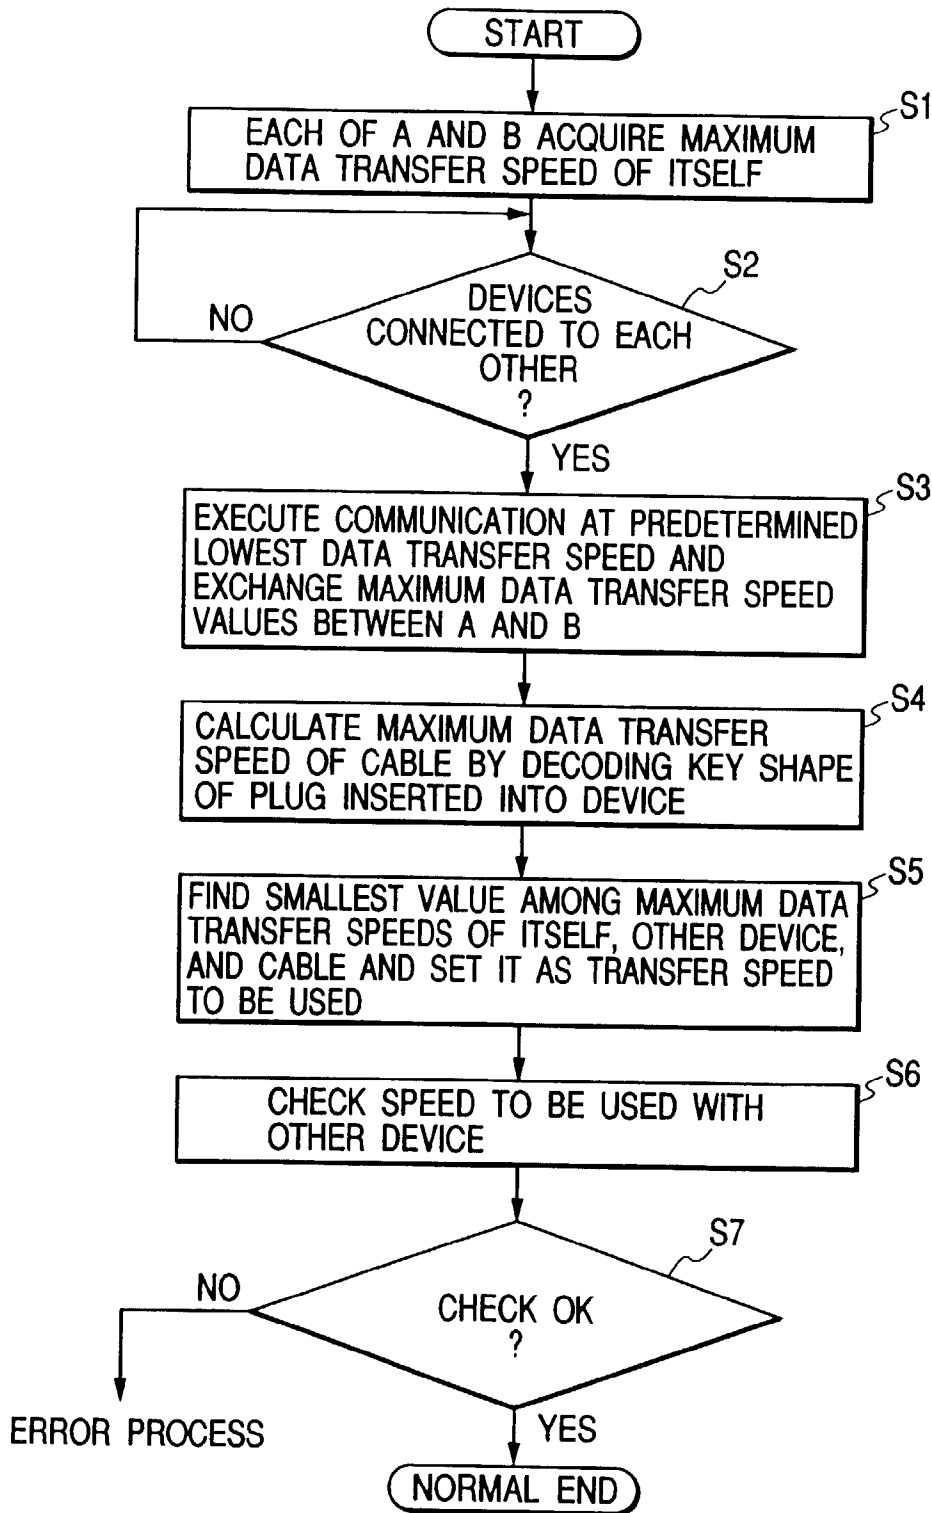 START
S1
EACH OF A AND B ACQUIRE MAXIMUM
DATA TRANSFER SPEED OF ITSELF
S2
DEVICES
CONNECTED TO EACH
OTHER
?
NO
YES
S3
EXECUTE COMMUNICATION AT PREDETERMINED
LOWEST DATA TRANSFER SPEED AND
EXCHANGE MAXIMUM DATA TRANSFER SPEED
VALUES BETWEEN A AND B
S4
CALCULATE MAXIMUM DATA TRANSFER
SPEED OF CABLE BY DECODING KEY SHAPE
OF PLUG INSERTED INTO DEVICE
S5
FIND SMALLEST VALUE AMONG MAXIMUM DATA
TRANSFER SPEEDS OF ITSELF, OTHER DEVICE,
AND CABLE AND SET IT AS TRANSFER SPEED
TO BE USED
S6
CHECK SPEED TO BE USED WITH
OTHER DEVICE
S7
CHECK OK
?
NO
ERROR PROCESS
YES
NORMAL END